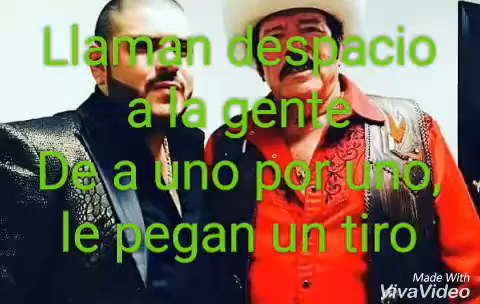 Llaman despacio
a la gente
De a uno por uno,
le pegan un tiro
Made With
VivaVideo